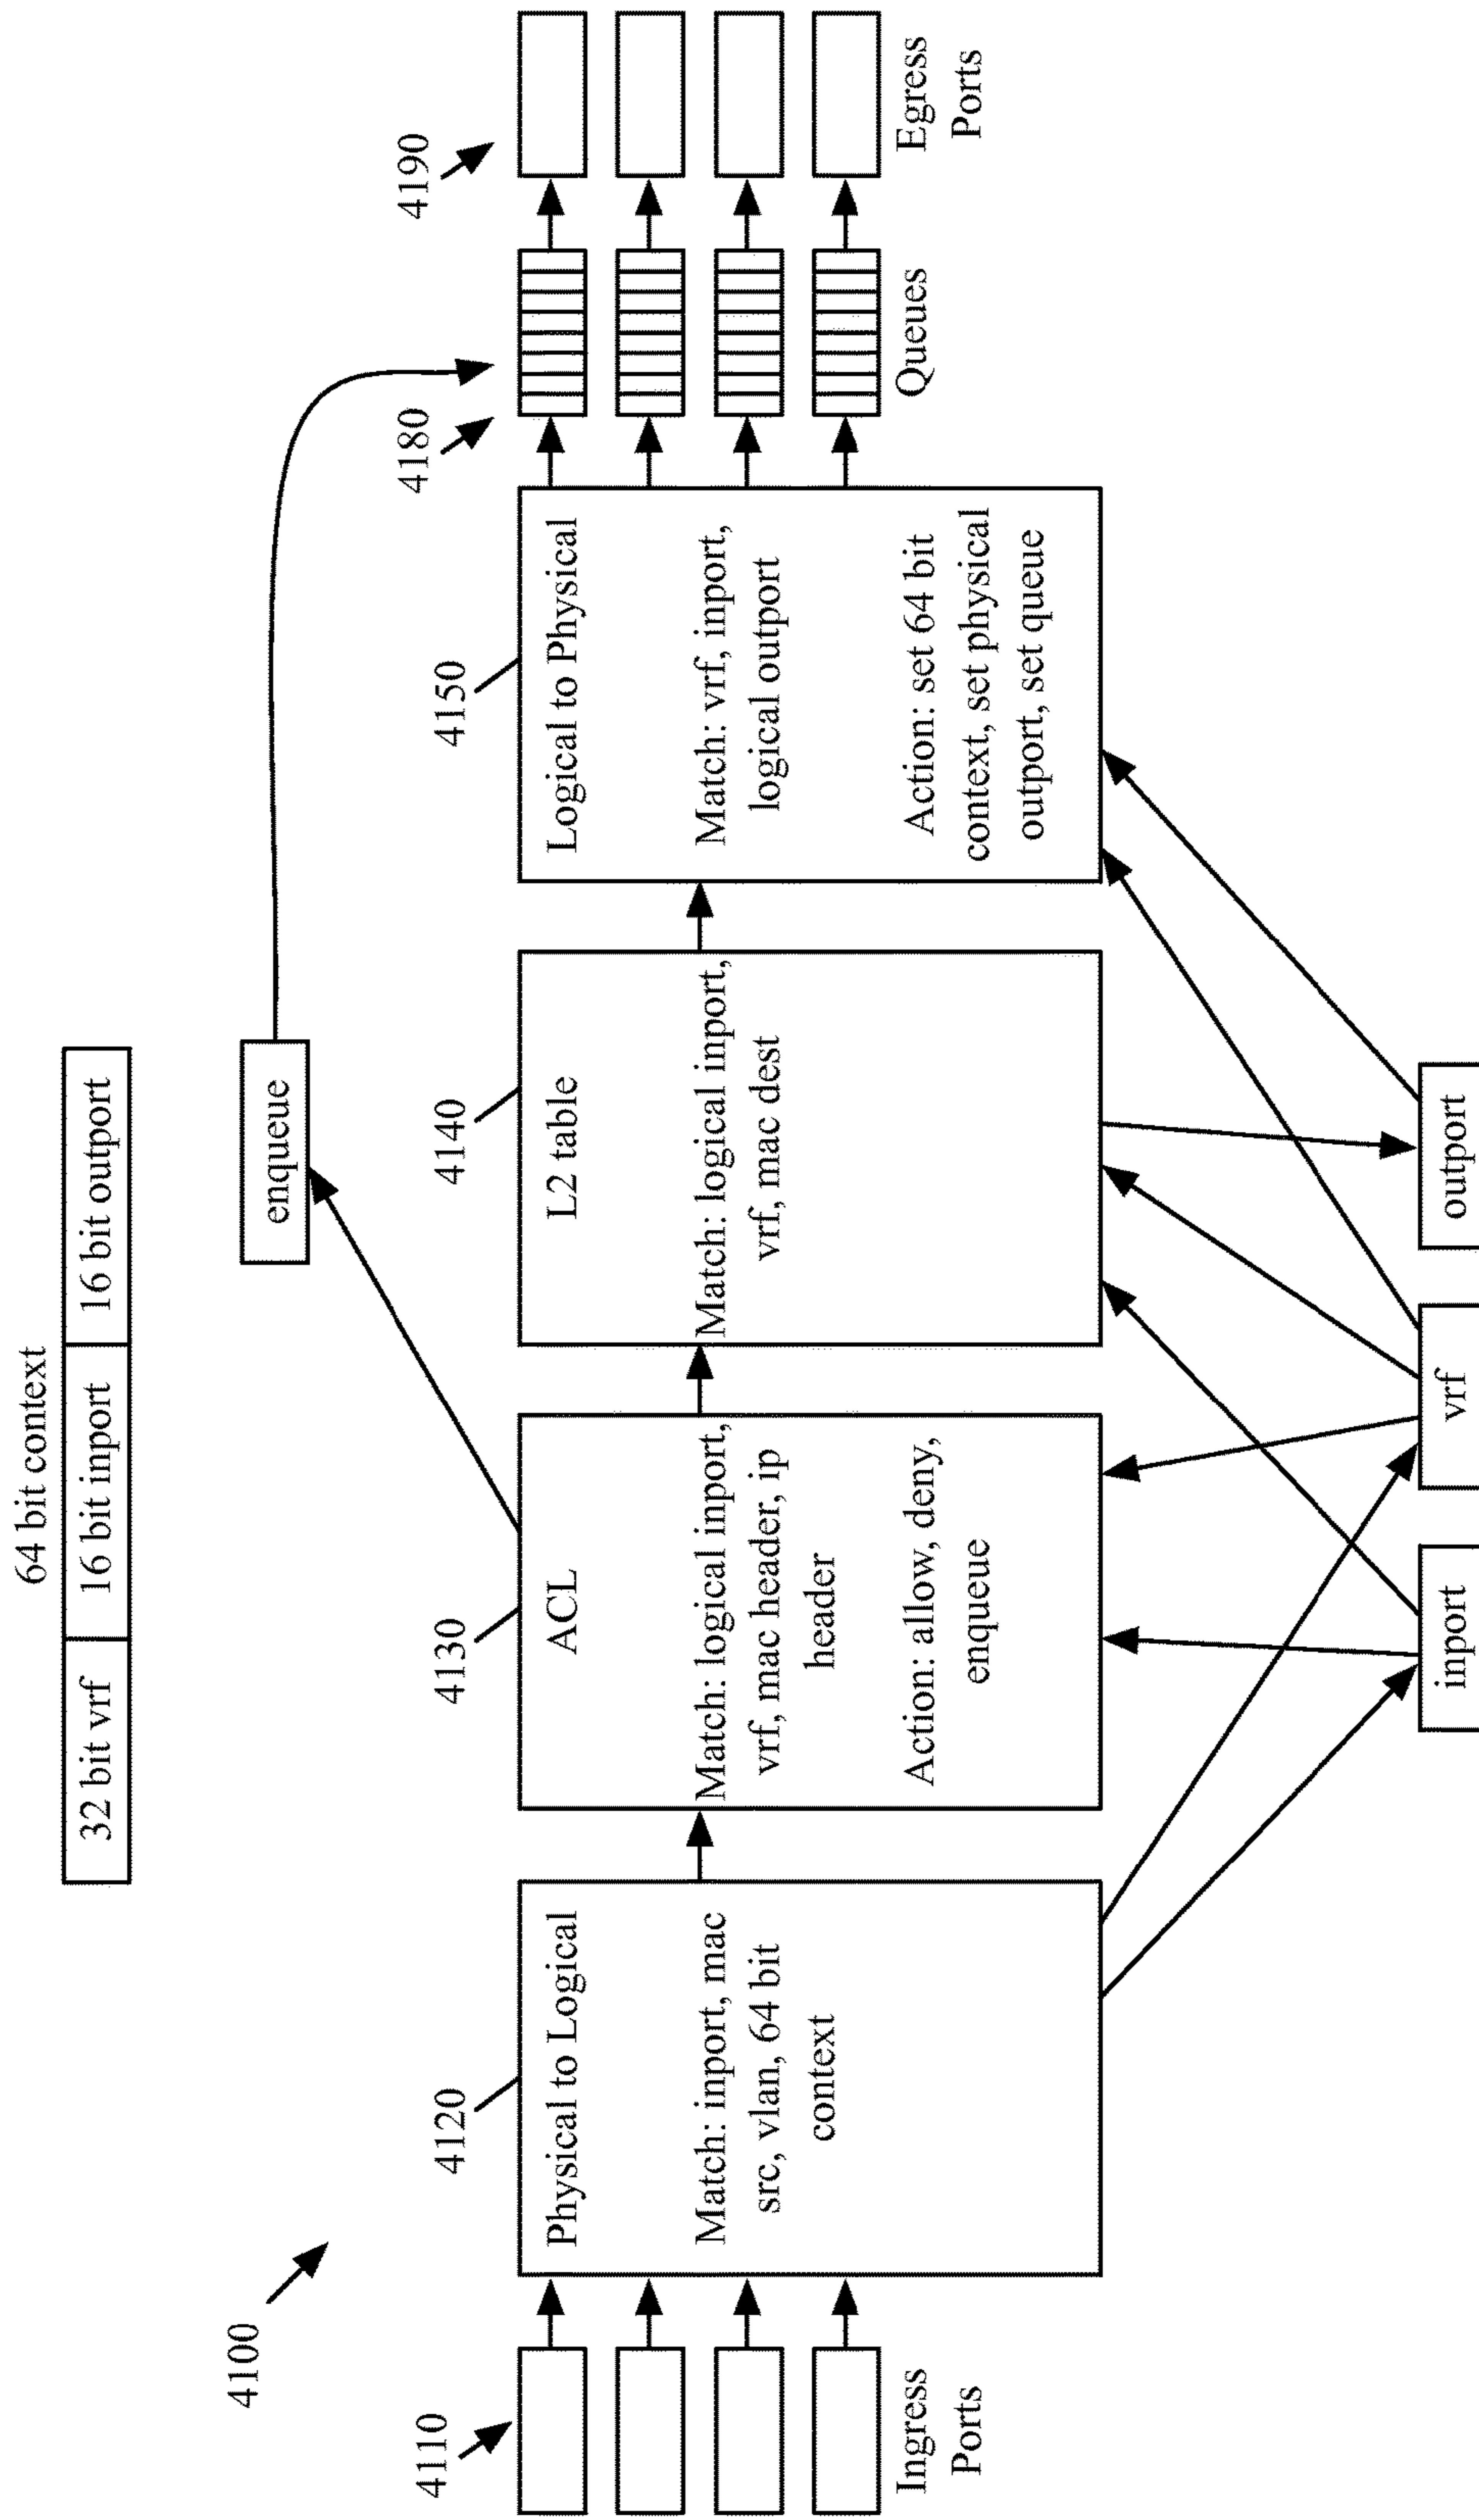 64 bit context
32 bit vrf
16 bit inport
16 bit outport
4100
enqueue
4110
4120
4130
4140
4150
4180
4190
Ingress
Ports
Physical to Logical
Match: inport, mac
src, vlan, 64 bit
context
ACL
Match: logical inport,
vrf, mac header, ip
header
Action: allow, deny,
enqueue
L2 table
Match: logical inport,
vrf, mac dest
Logical to Physical
Match: vrf, inport,
logical outport
Action: set 64 bit
context, set physical
outport, set queue
Queues
Egress
Ports
inport
vrf
outport